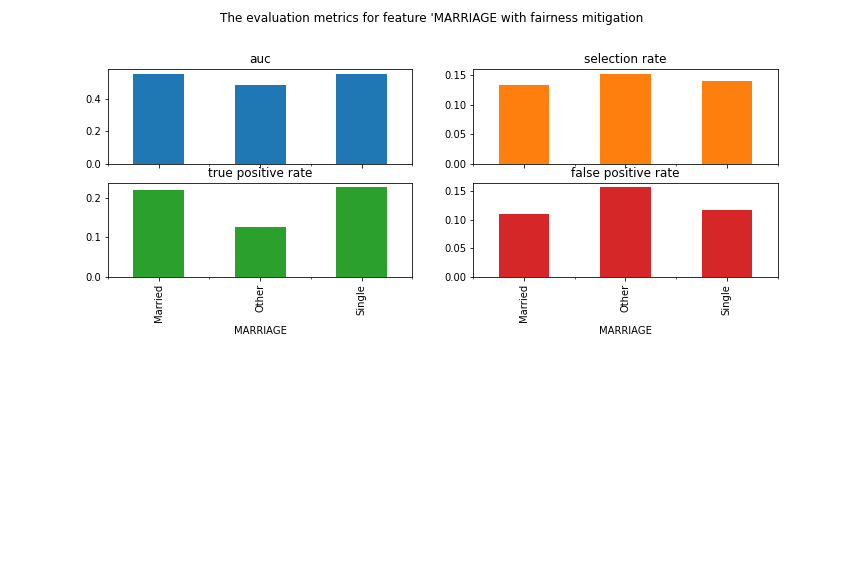 The evaluation metrics for feature 'MARRIAGE with fairness mitigation
auc
0.4
0.2
0.0
selection rate
0.15
0.10
0.05
0.00
true positive rate
0.2
0.1
0.0
Married
Other
Single
MARRIAGE
false positive rate
0.15
0.10
0.05
0.00
Married
Other
Single
MARRIAGE